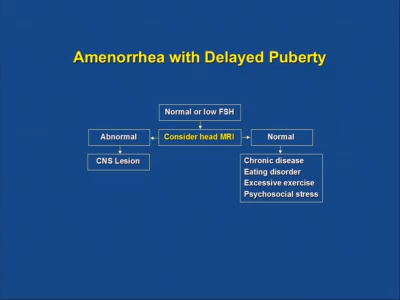 Amenorrhea with Delayed Puberty
Normal or low FSH
Abnormal
Consider head MRI
Normal
CNS Lesion
Chronic disease
Eating disorder
Excessive exercise
Psychosocial stress